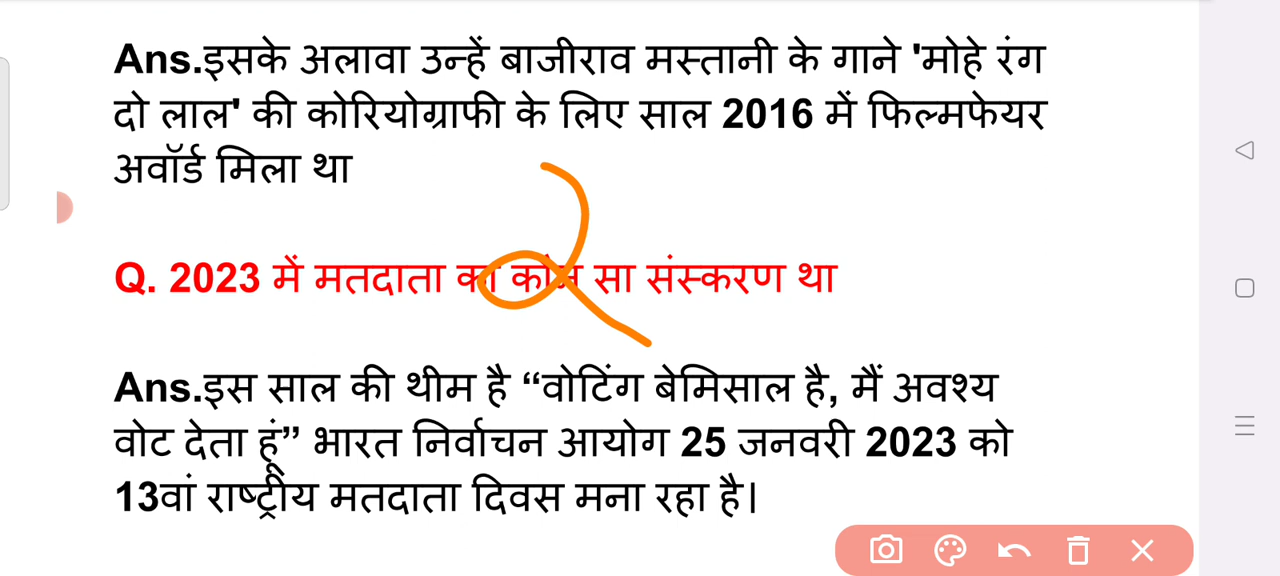 Ans.इसके अलावा उन्हें बाजीराव मस्तानी के गाने 'मोहे रंग
दो लाल' की कोरियोग्राफी के लिए साल 2016 में फिल्मफेयर
अवॉर्ड मिला था
Q. 2023 में मतदाता का कौन सा संस्करण था
Ans.इस साल की थीम है “वोटिंग बेमिसाल है, मैं अवश्य
वोट देता हूं” भारत निर्वाचन आयोग 25 जनवरी 2023 को
13वां राष्ट्रीय मतदाता दिवस मना रहा है।